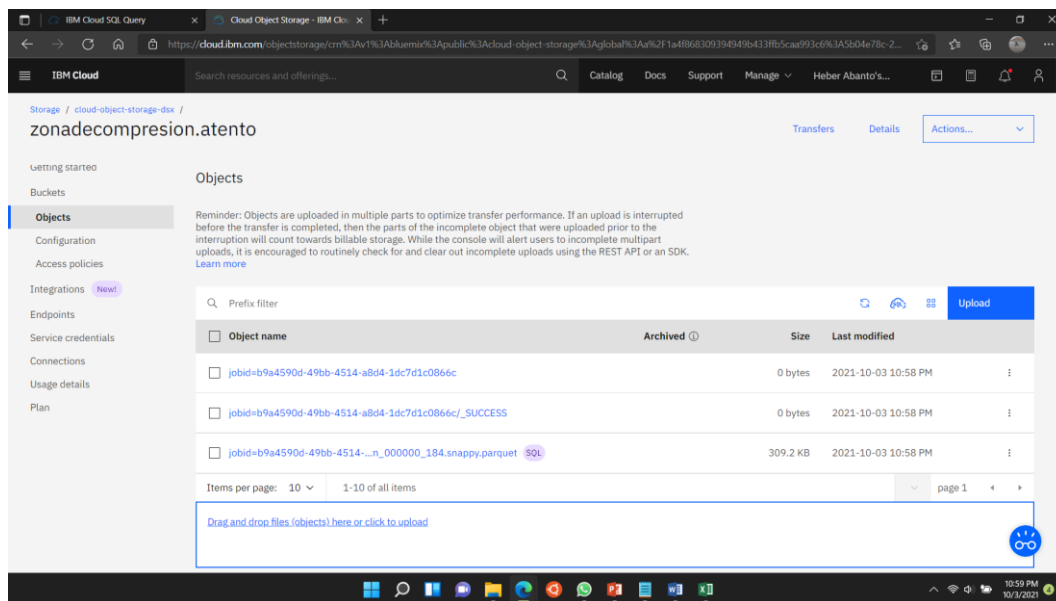 IBM Cloud SQL Query
Cloud Object Storage - IBM Clou
https://cloud.ibm.com/objectstorage/crn%3Av1%3Abluemix%3Apublic%3Acloud-object-storage%3Aglobal%3Aa%2F1a4f868309394949b433ffb5caa993c6%3A5b04e78c-2...
IBM Cloud
Search resources and offerings...
Catalog Docs Support Manage Heber Abanto's...
Storage / cloud-object-storage-dsx /
zonadecompresion.atento
Transfers Details Actions...
Getting started
Buckets
Objects
Configuration
Access policies
Integrations New!
Endpoints
Service credentials
Connections
Usage details
Plan
Objects
Reminder: Objects are uploaded in multiple parts to optimize transfer performance. If an upload is interrupted
before the transfer is completed, then the parts of the incomplete object that were uploaded prior to the
interruption will count towards billable storage. While the console will alert users to incomplete multipart
uploads, it is encouraged to routinely check for and clear out incomplete uploads using the REST API or an SDK.
Learn more
Prefix filter
Upload
Object name Archived Size Last modified
jobid=b9a4590d-49bb-4514-a8d4-1dc7d1c0866c 0 bytes 2021-10-03 10:58 PM
jobid=b9a4590d-49bb-4514-a8d4-1dc7d1c0866c/_SUCCESS 0 bytes 2021-10-03 10:58 PM
jobid=b9a4590d-49bb-4514-...n_000000_184.snappy.parquet SQL 309.2 KB 2021-10-03 10:58 PM
Items per page: 10 1-10 of all items page 1
Drag and drop files (objects) here or click to upload
10:59 PM
10/3/2021